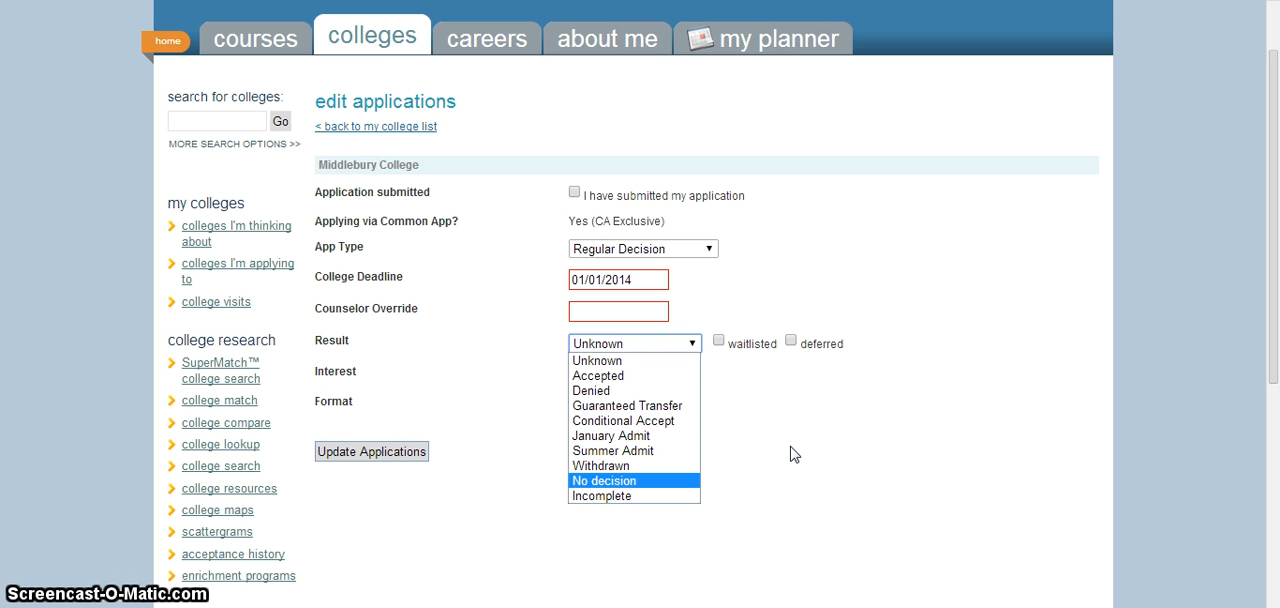 home
courses
colleges
careers
about me
my planner
search for colleges:
Go
MORE SEARCH OPTIONS >>
my colleges
colleges I'm thinking
about
colleges I'm applying
to
college visits
college research
SuperMatch™
college search
college match
college compare
college lookup
college search
college resources
college maps
scattergrams
acceptance history
enrichment programs
edit applications
< back to my college list
Middlebury College
Application submitted
I have submitted my application
Applying via Common App?
Yes (CA Exclusive)
App Type
Regular Decision
College Deadline
01/01/2014
Counselor Override
Result
Unknown
waitlisted
deferred
Unknown
Accepted
Denied
Guaranteed Transfer
Conditional Accept
January Admit
Summer Admit
Withdrawn
No decision
Incomplete
Interest
Format
Update Applications
Screencast-O-Matic.com